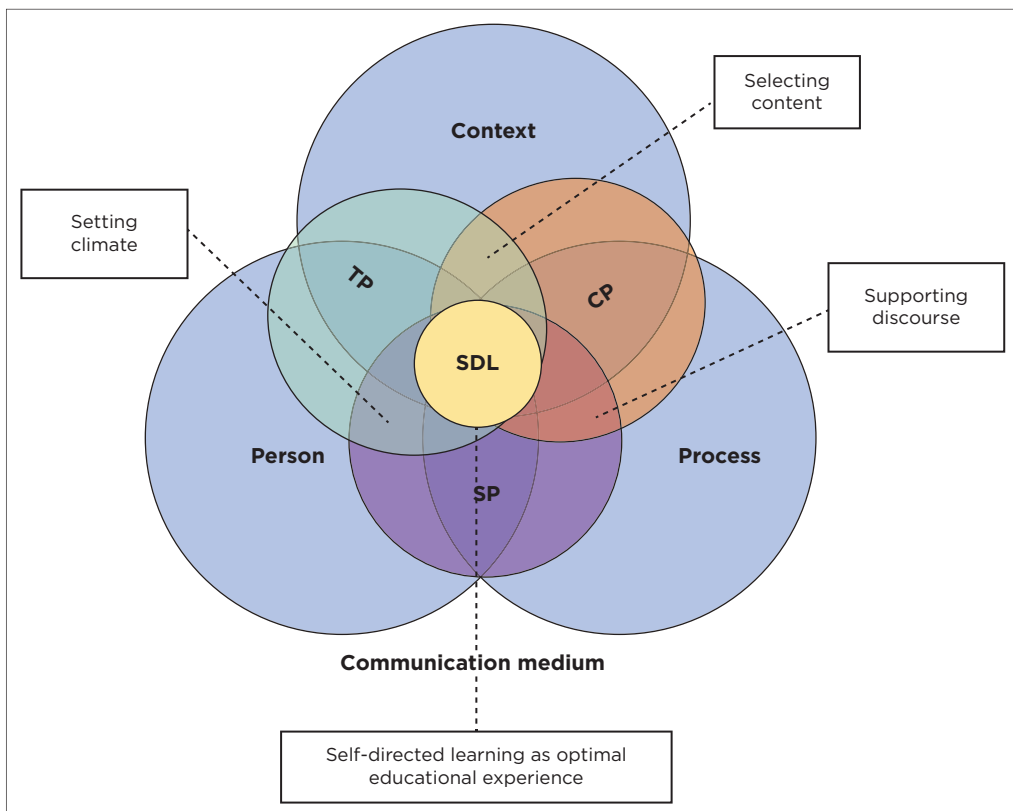 Selecting
content
Context
Setting
climate
TP
CP
Supporting
discourse
SDL
Person
Process
SP
Communication medium
Self-directed learning as optimal
educational experience